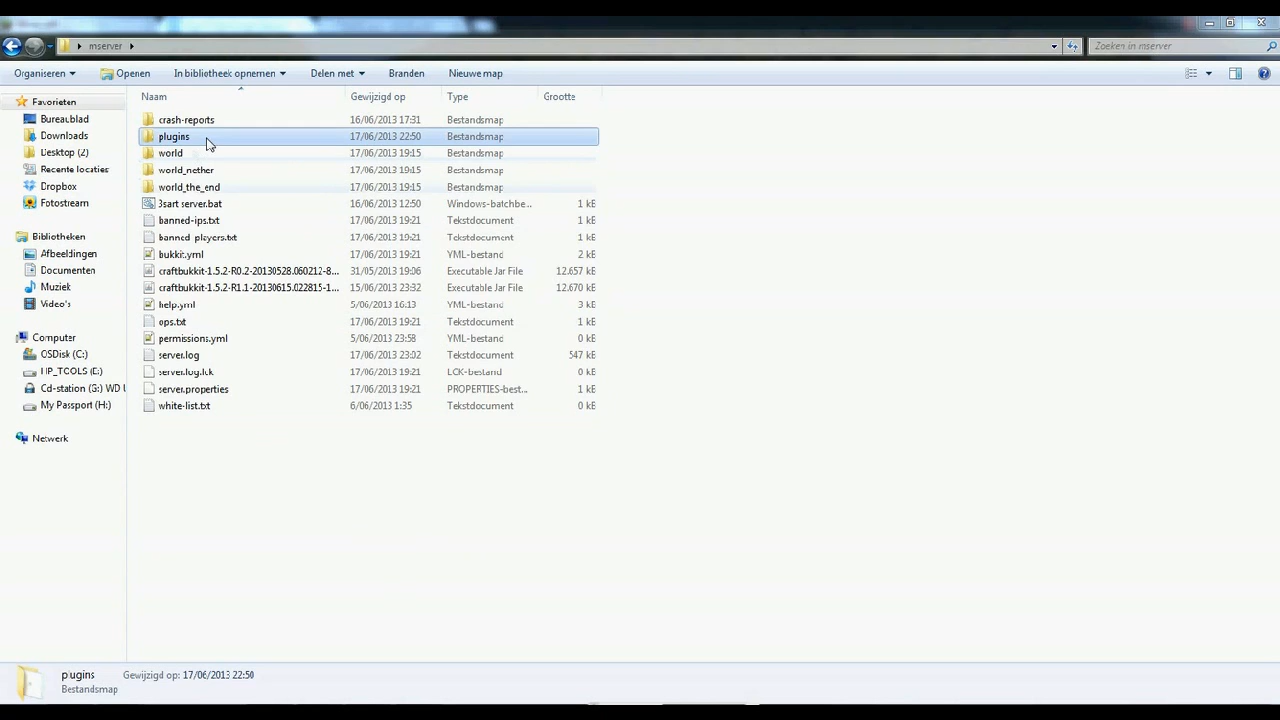 mserver
Zoeken in mserver
Organiseren Openen In bibliotheek opnemen Delen met Branden Nieuwe map
Naam Gewijzigd op Type Grootte
Favorieten
Bureaublad
Downloads
Desktop (2)
Recente locaties
Dropbox
Fotostream
Bibliotheken
Afbeeldingen
Documenten
Muziek
Video's
Computer
OSDisk (C:)
HP_TOOLS (E:)
Cd-station (G:) WD U
My Passport (H:)
Netwerk
crash-reports 16/06/2013 17:31 Bestandsmap
plugins 17/06/2013 22:50 Bestandsmap
world 17/06/2013 19:15 Bestandsmap
world_nether 17/06/2013 19:15 Bestandsmap
world_the_end 17/06/2013 19:15 Bestandsmap
3sart server.bat 16/06/2013 12:50 Windows-batchbe... 1 kB
banned-ips.txt 17/06/2013 19:21 Tekstdocument 1 kB
banned-players.txt 17/06/2013 19:21 Tekstdocument 1 kB
bukkit.yml 17/06/2013 19:21 YML-bestand 2 kB
craftbukkit-1.5.2-R0.2-20130528.060212-8... 31/05/2013 19:06 Executable Jar File 12.657 kB
craftbukkit-1.5.2-R1.1-20130615.022815-1... 15/06/2013 23:32 Executable Jar File 12.670 kB
help.yml 5/06/2013 16:13 YML-bestand 3 kB
ops.txt 17/06/2013 19:21 Tekstdocument 1 kB
permissions.yml 5/06/2013 23:58 YML-bestand 0 kB
server.log 17/06/2013 23:02 Tekstdocument 547 kB
server.log.lck 17/06/2013 19:21 LCK-bestand 0 kB
server.properties 17/06/2013 19:21 PROPERTIES-best... 1 kB
white-list.txt 6/06/2013 1:35 Tekstdocument 0 kB
plugins Gewijzigd op: 17/06/2013 22:50
Bestandsmap